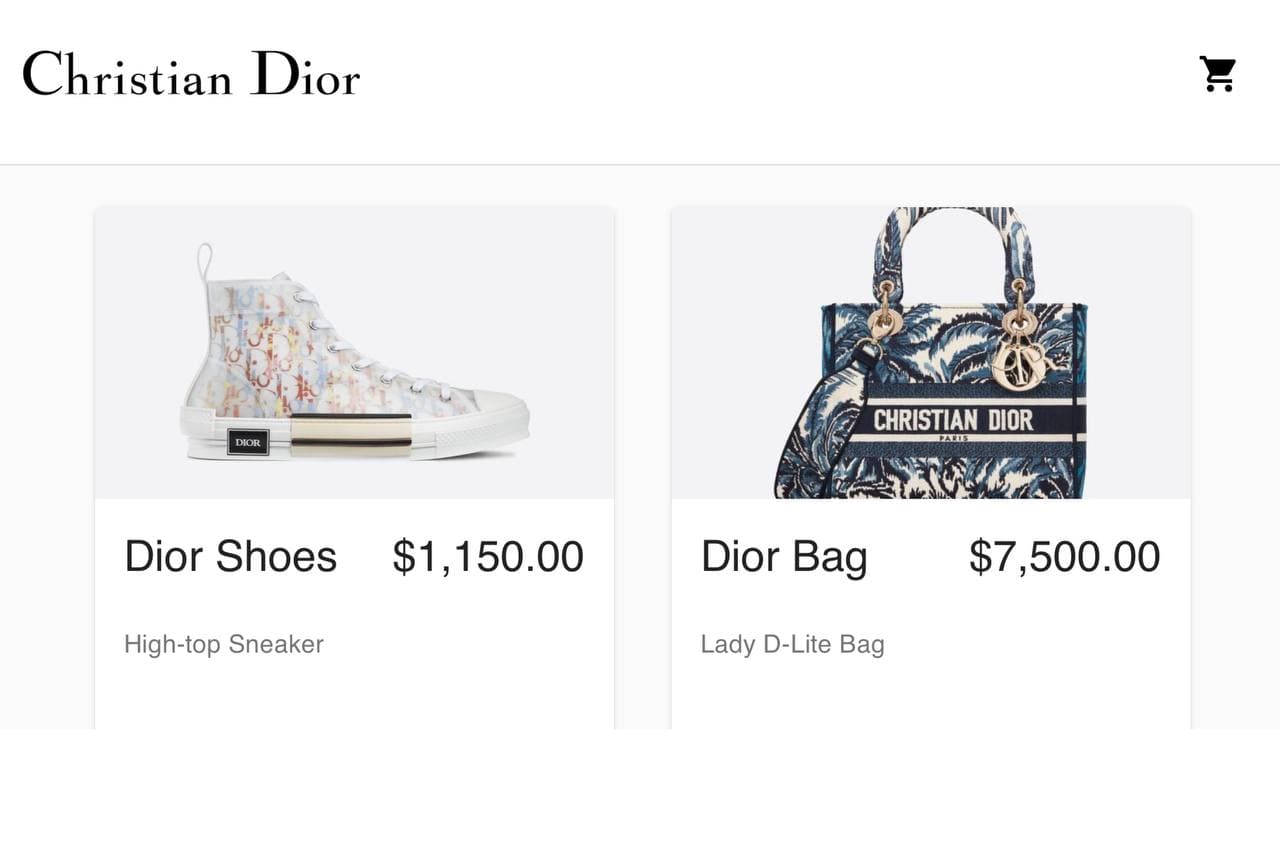 Christian Dior
DIOR
CHRISTIAN DIOR
PARIS
Dior Shoes $1,150.00
Dior Bag $7,500.00
High-top Sneaker
Lady D-Lite Bag